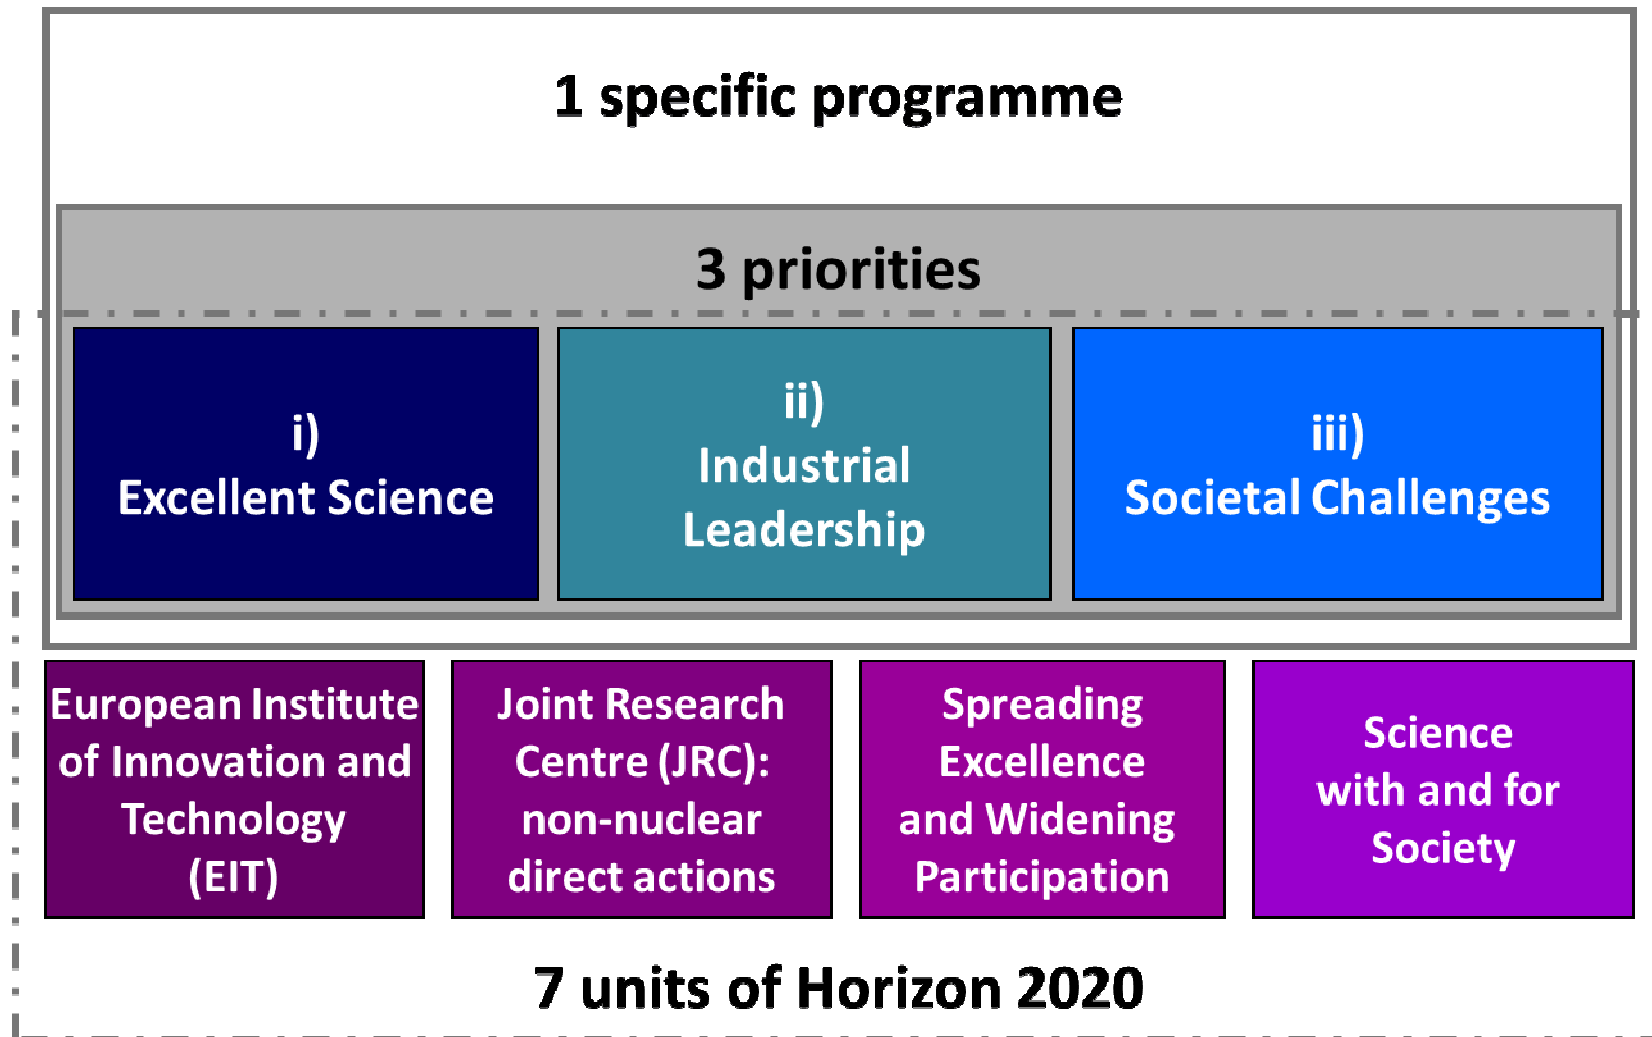 1 specific programme
3 priorities
i)
Excellent Science
ii)
Industrial
Leadership
iii)
Societal Challenges
European Institute
of Innovation and
Technology
(EIT)
Joint Research
Centre (JRC):
non-nuclear
direct actions
Spreading
Excellence
and Widening
Participation
Science
with and for
Society
7 units of Horizon 2020